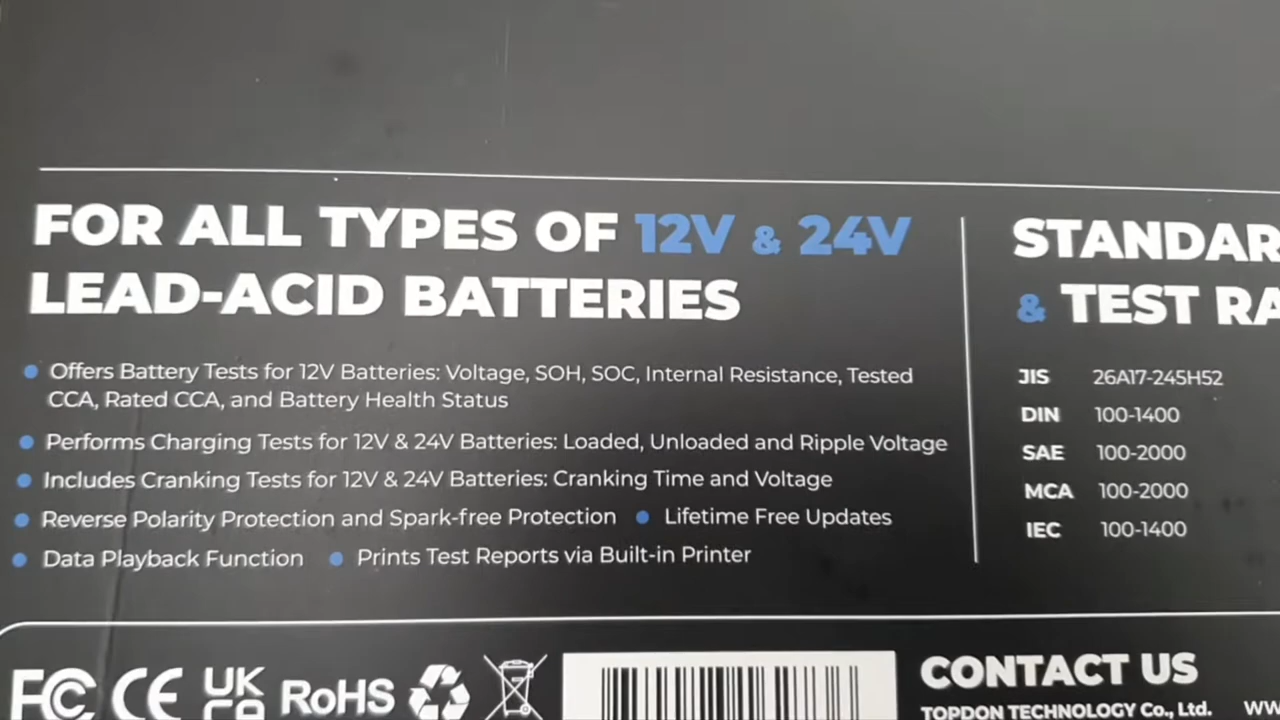 FOR ALL TYPES OF 12V & 24V
LEAD-ACID BATTERIES
Offers Battery Tests for 12V Batteries: Voltage, SOH, SOC, Internal Resistance, Tested
CCA, Rated CCA, and Battery Health Status
Performs Charging Tests for 12V & 24V Batteries: Loaded, Unloaded and Ripple Voltage
Includes Cranking Tests for 12V & 24V Batteries: Cranking Time and Voltage
Reverse Polarity Protection and Spark-free Protection
Lifetime Free Updates
Data Playback Function
Prints Test Reports via Built-in Printer
STANDAR
& TEST RA
JIS 26A17-245H52
DIN 100-1400
SAE 100-2000
MCA 100-2000
IEC 100-1400
FC CE UK
CA RoHS
CONTACT US
TOPDON TECHNOLOGY Co., Ltd.